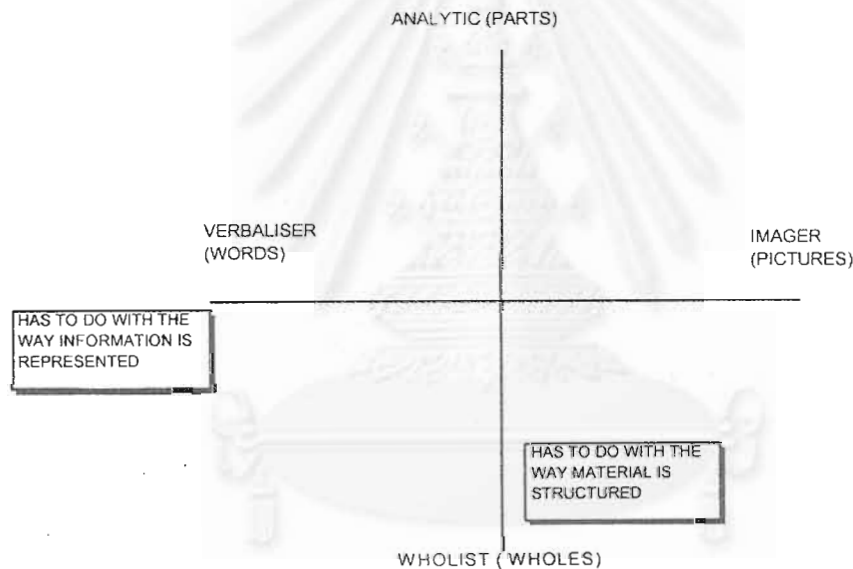 ANALYTIC (PARTS)
VERBALISER
(WORDS)
IMAGER
(PICTURES)
HAS TO DO WITH THE
WAY INFORMATION IS
REPRESENTED
HAS TO DO WITH THE
WAY MATERIAL IS
STRUCTURED
WHOLIST ( WHOLES)